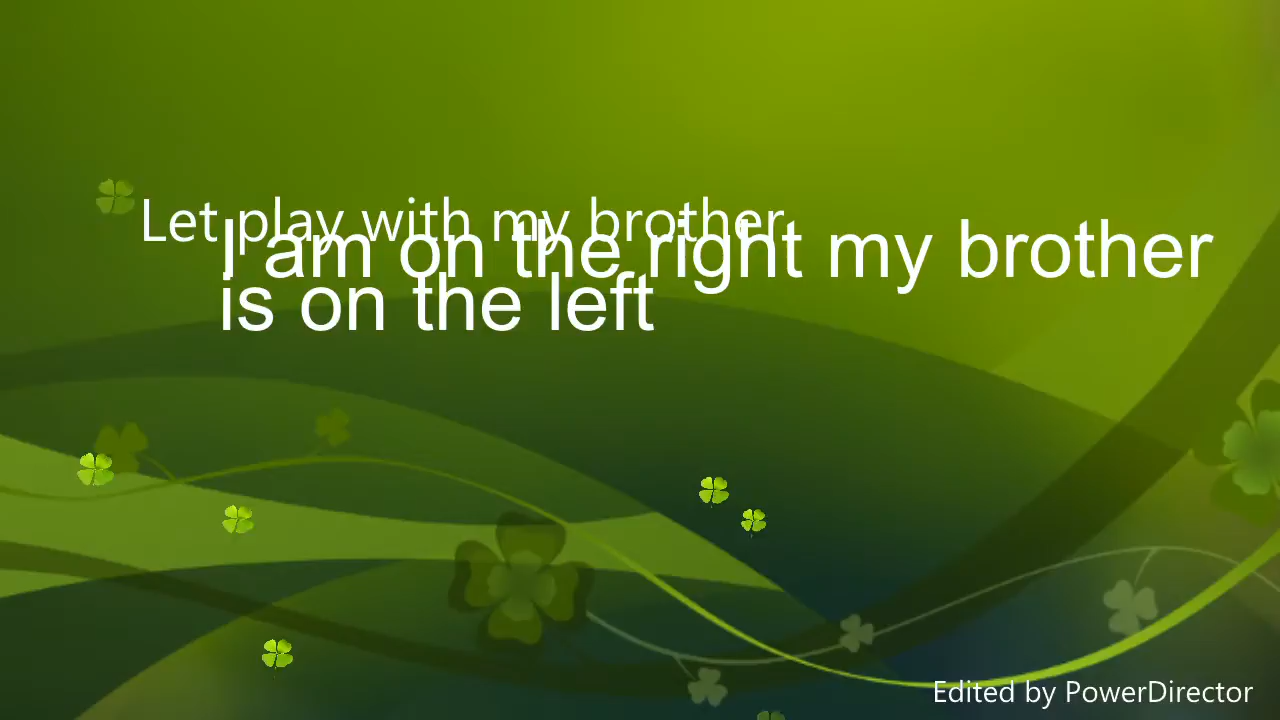 Let play with my brother
I am on the right my brother
is on the left
Edited by PowerDirector